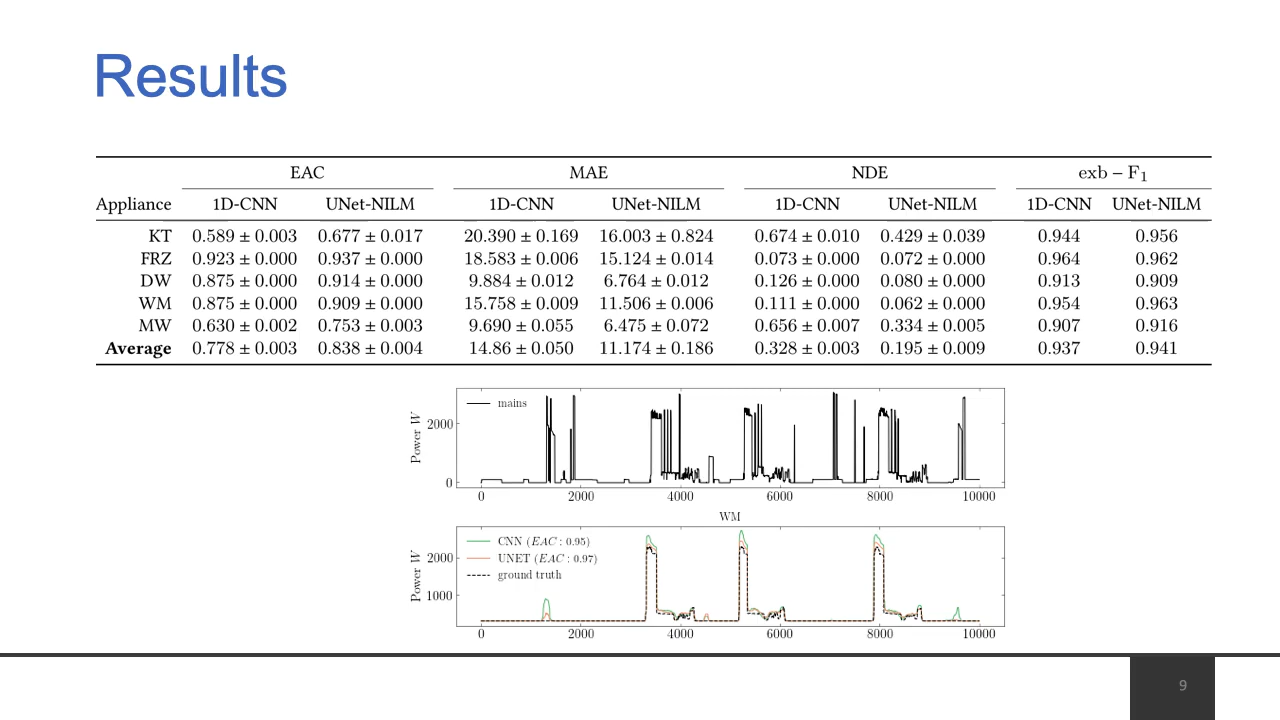 Results
EAC MAE NDE exb – F1
Appliance 1D-CNN UNet-NILM 1D-CNN UNet-NILM 1D-CNN UNet-NILM 1D-CNN UNet-NILM
KT 0.589 ± 0.003 0.677 ± 0.017 20.390 ± 0.169 16.003 ± 0.824 0.674 ± 0.010 0.429 ± 0.039 0.944 0.956
FRZ 0.923 ± 0.000 0.937 ± 0.000 18.583 ± 0.006 15.124 ± 0.014 0.073 ± 0.000 0.072 ± 0.000 0.964 0.962
DW 0.875 ± 0.000 0.914 ± 0.000 9.884 ± 0.012 6.764 ± 0.012 0.126 ± 0.000 0.080 ± 0.000 0.913 0.909
WM 0.875 ± 0.000 0.909 ± 0.000 15.758 ± 0.009 11.506 ± 0.006 0.111 ± 0.000 0.062 ± 0.000 0.954 0.963
MW 0.630 ± 0.002 0.753 ± 0.003 9.690 ± 0.055 6.475 ± 0.072 0.656 ± 0.007 0.334 ± 0.005 0.907 0.916
Average 0.778 ± 0.003 0.838 ± 0.004 14.86 ± 0.050 11.174 ± 0.186 0.328 ± 0.003 0.195 ± 0.009 0.937 0.941
mains
Power W
2000
0
0 2000 4000 6000 8000 10000
WM
CNN (EAC : 0.95)
UNET (EAC : 0.97)
ground truth
Power W
2000
1000
0 2000 4000 6000 8000 10000
9